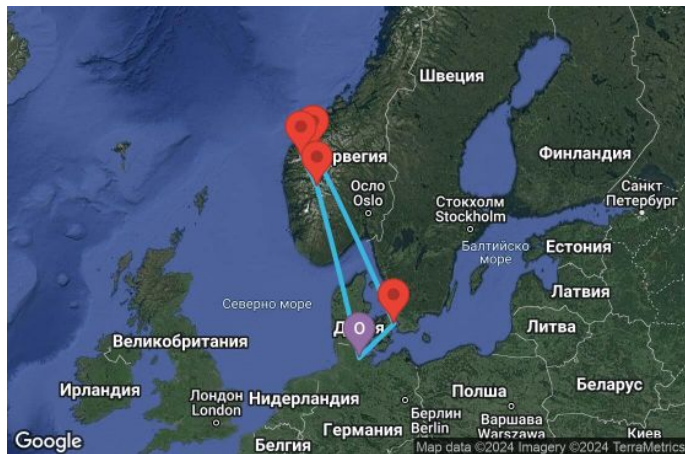 Швеция
рвегия
Финландия
Осло
Oslo
Санкт
Петербург
Стокхолм
Stockholm
Балтийско
море
Естония
Северно море
Латвия
Д
О
я
Литва
Великобритания
Ирландия
Лондон
London
Нидерландия
Полша
Беларус
Берлин
Berlin
Варшава
Warszawa
Германия
Белгия
Киев
Google
Map data ©2024 Imagery ©2024 TerraMetrics